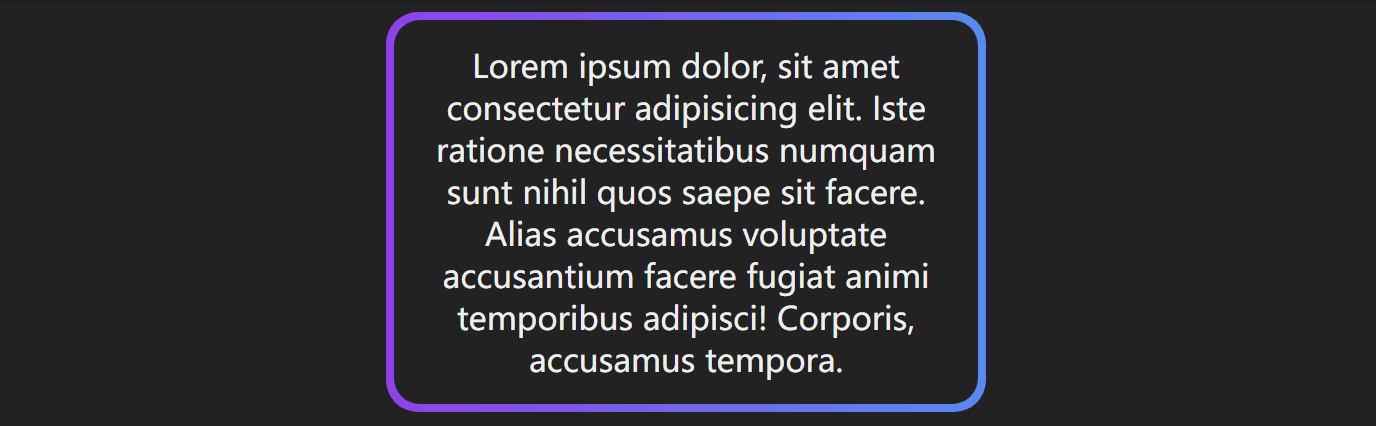 Lorem ipsum dolor, sit amet
consectetur adipisicing elit. Iste
ratione necessitatibus numquam
sunt nihil quos saepe sit facere.
Alias accusamus voluptate
accusantium facere fugiat animi
temporibus adipisci! Corporis,
accusamus tempora.